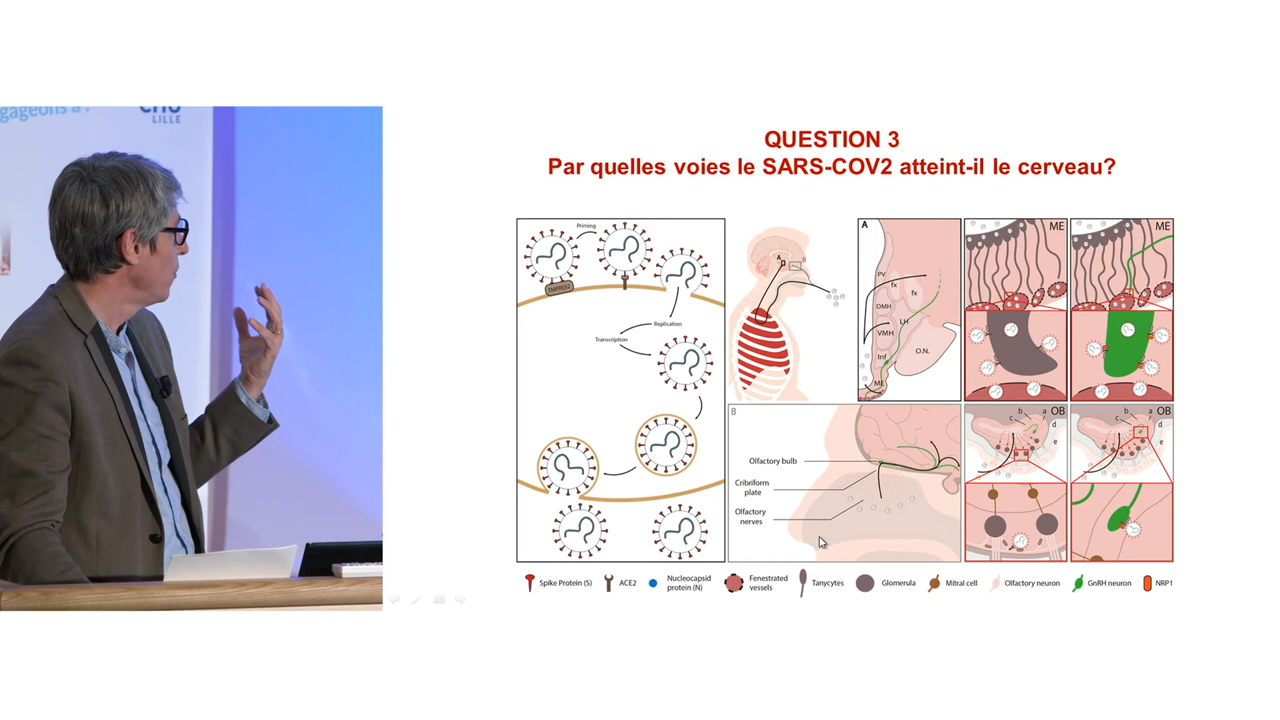 gageons à !
CHU
LILLE
QUESTION 3
Par quelles voies le SARS-COV2 atteint-il le cerveau?
Priming
TMPRSS2
Replication
Transcription
A
B
A
PV
fx
fx
DMH
LH
VMH
Inf
O.N.
ME
ME
ME
B
Olfactory bulb
Cribriform
plate
Olfactory
nerves
OB
a
b
c
d
e
OB
a
b
c
d
e
Spike Protein (S)
ACE2
Nucleocapsid
protein (N)
Fenestrated
vessels
Tanycytes
Glomerula
Mitral cell
Olfactory neuron
GnRH neuron
NRP1